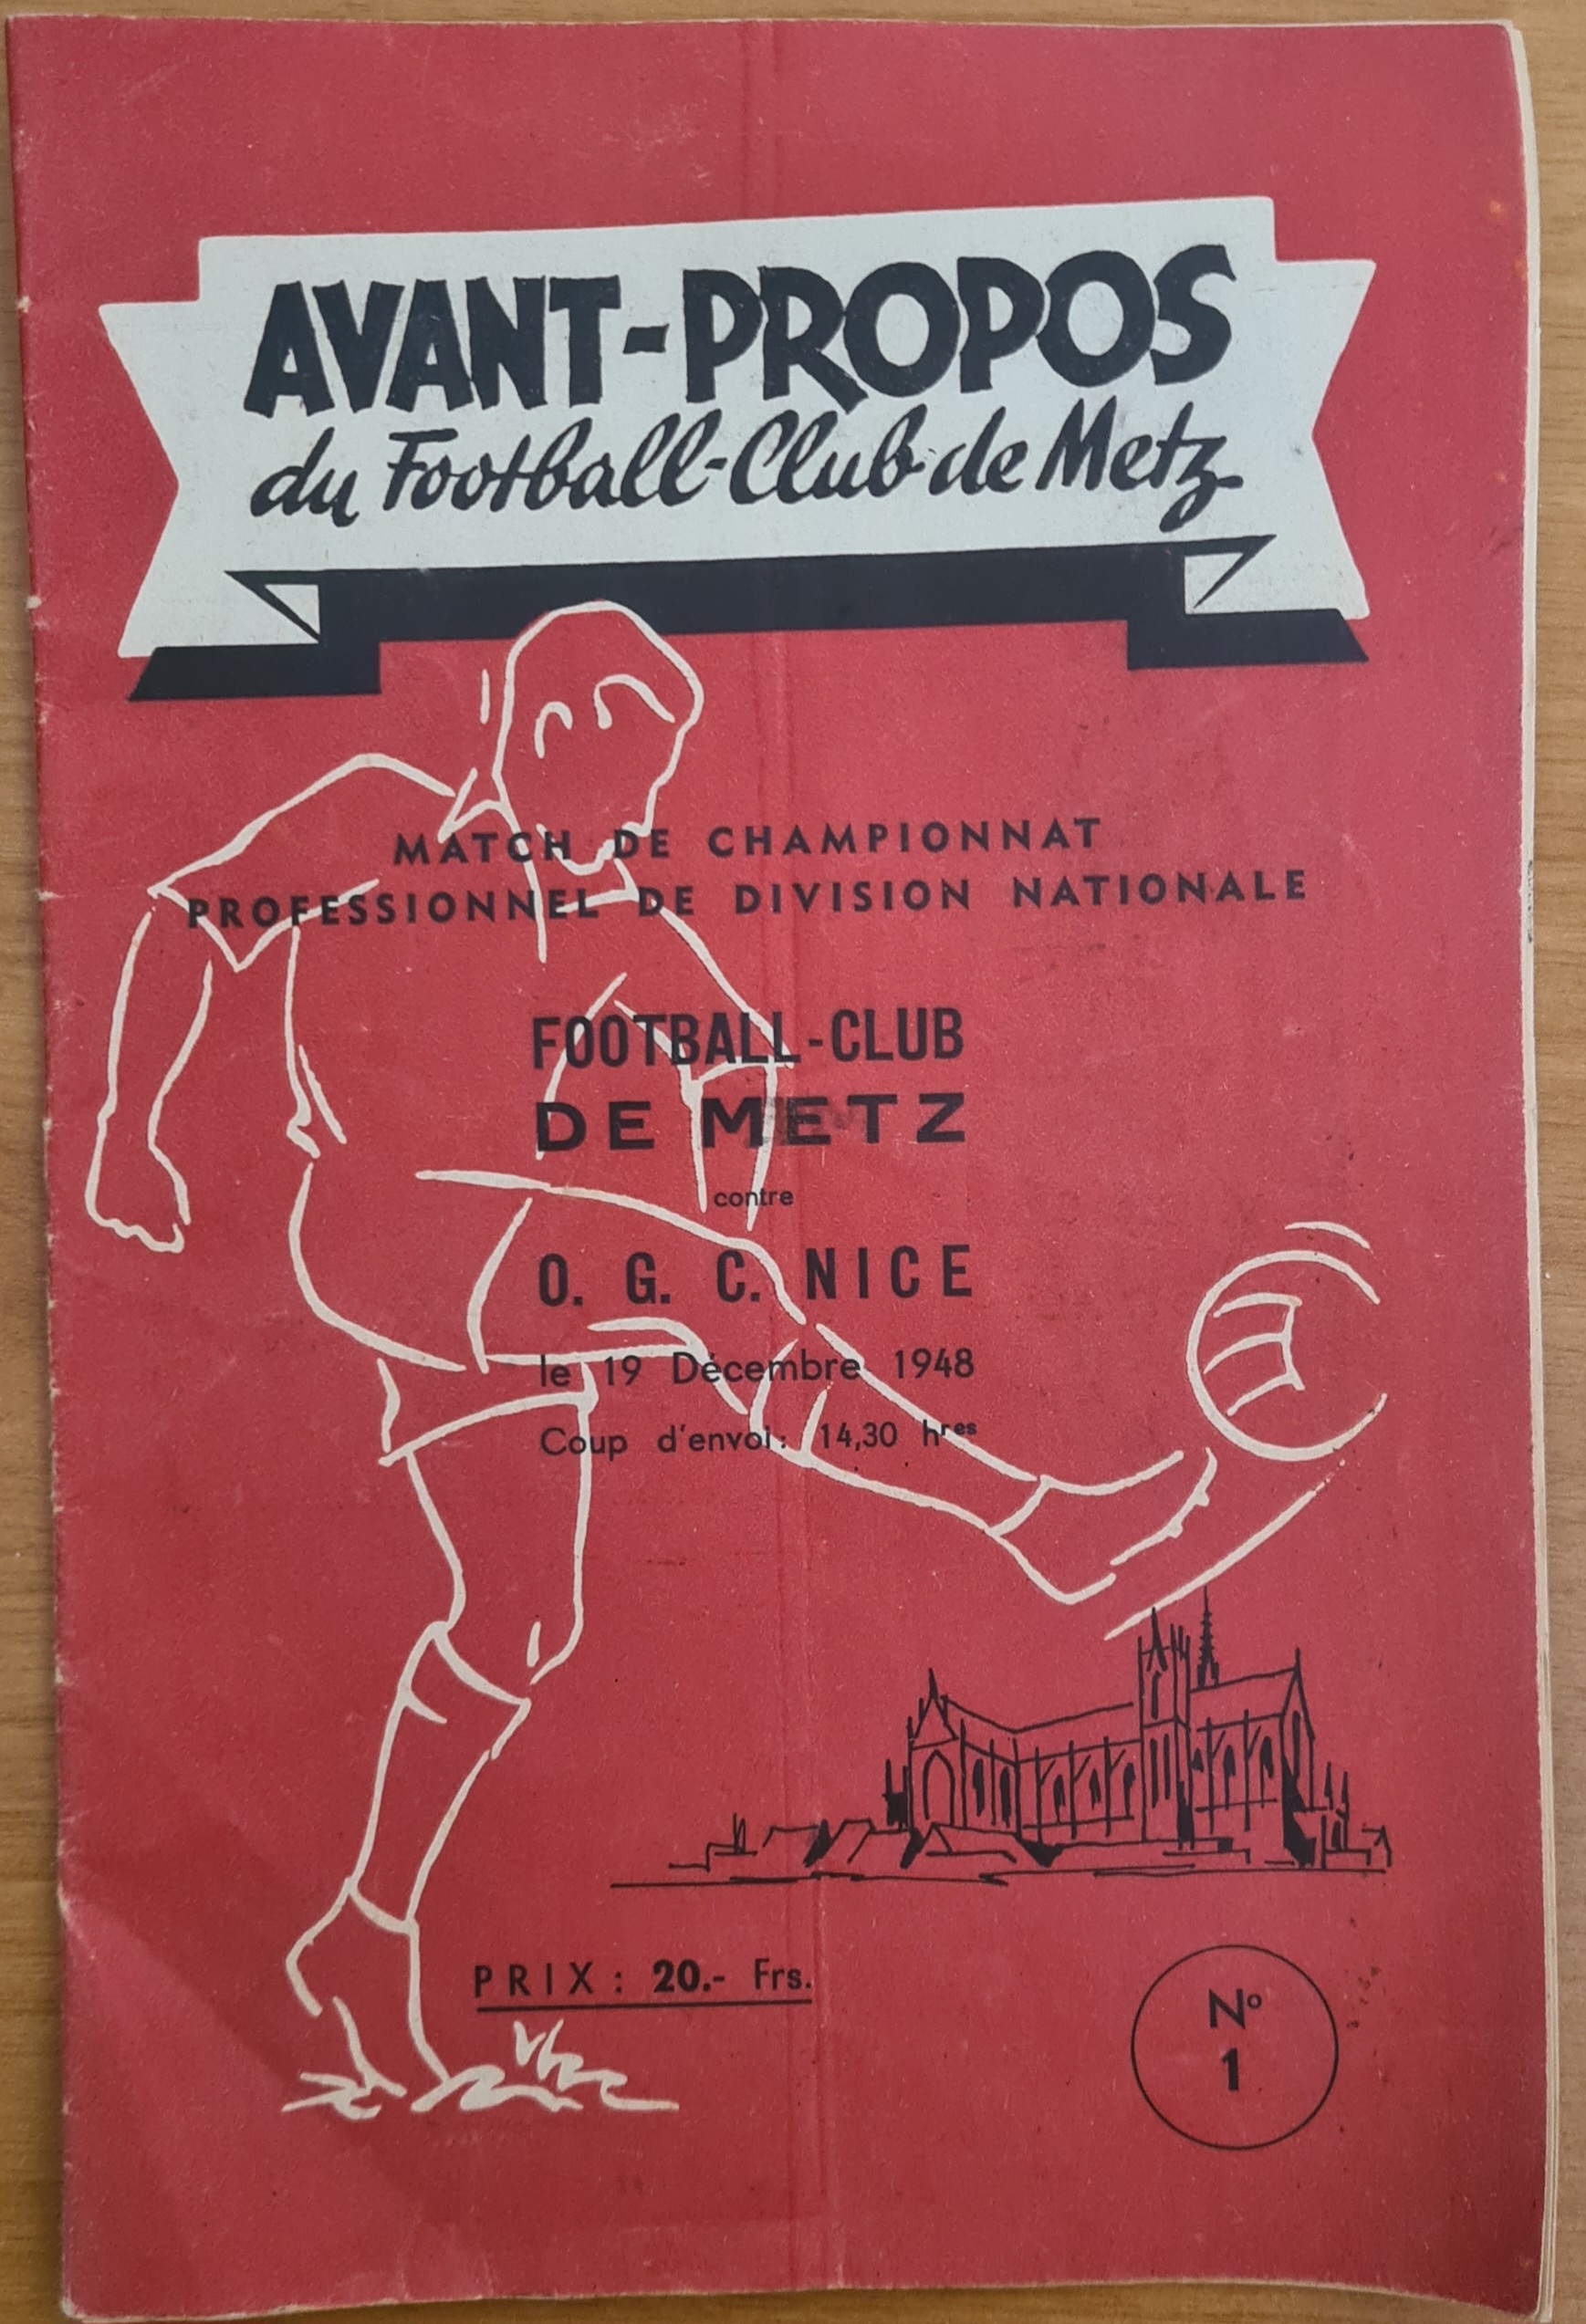 AVANT-PROPOS
du Football-Club de Metz
MATCH DE CHAMPIONNAT
PROFESSIONNEL DE DIVISION NATIONALE
FOOTBALL-CLUB
DE METZ
contre
O. G. C. NICE
le 19 Décembre 1948
Coup d'envoi: 14,30 hres
PRIX : 20.- Frs.
No
1